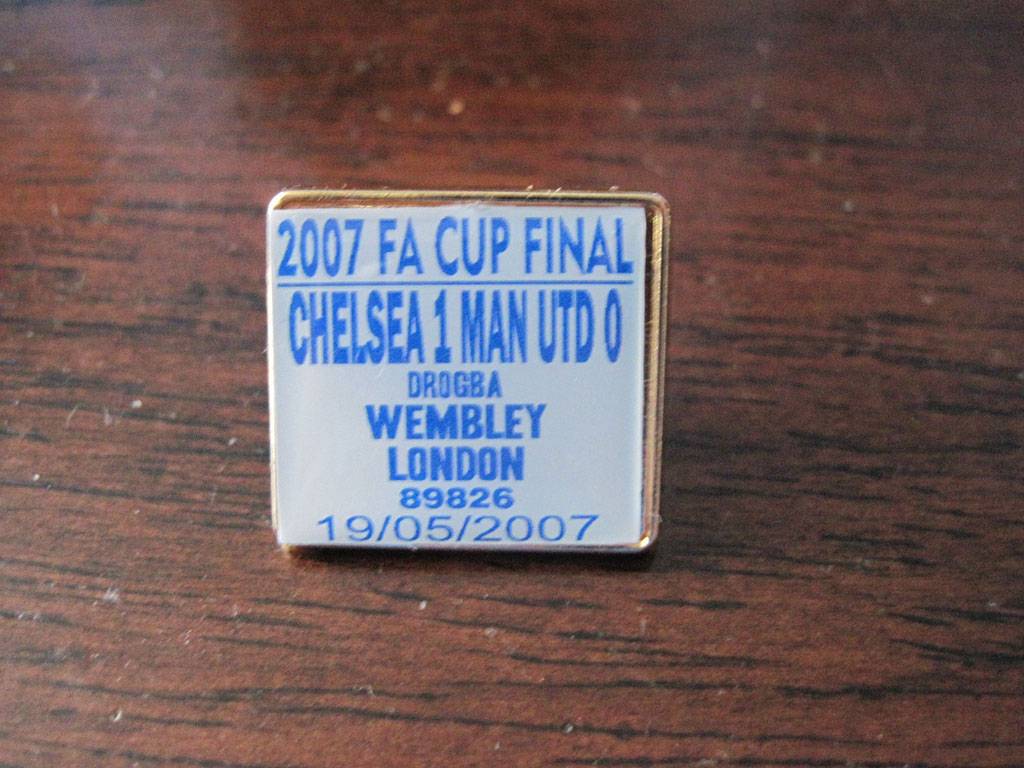 2007 FA CUP FINAL
CHELSEA 1 MAN UTD 0
DROGBA
WEMBLEY
LONDON
89826
19/05/2007